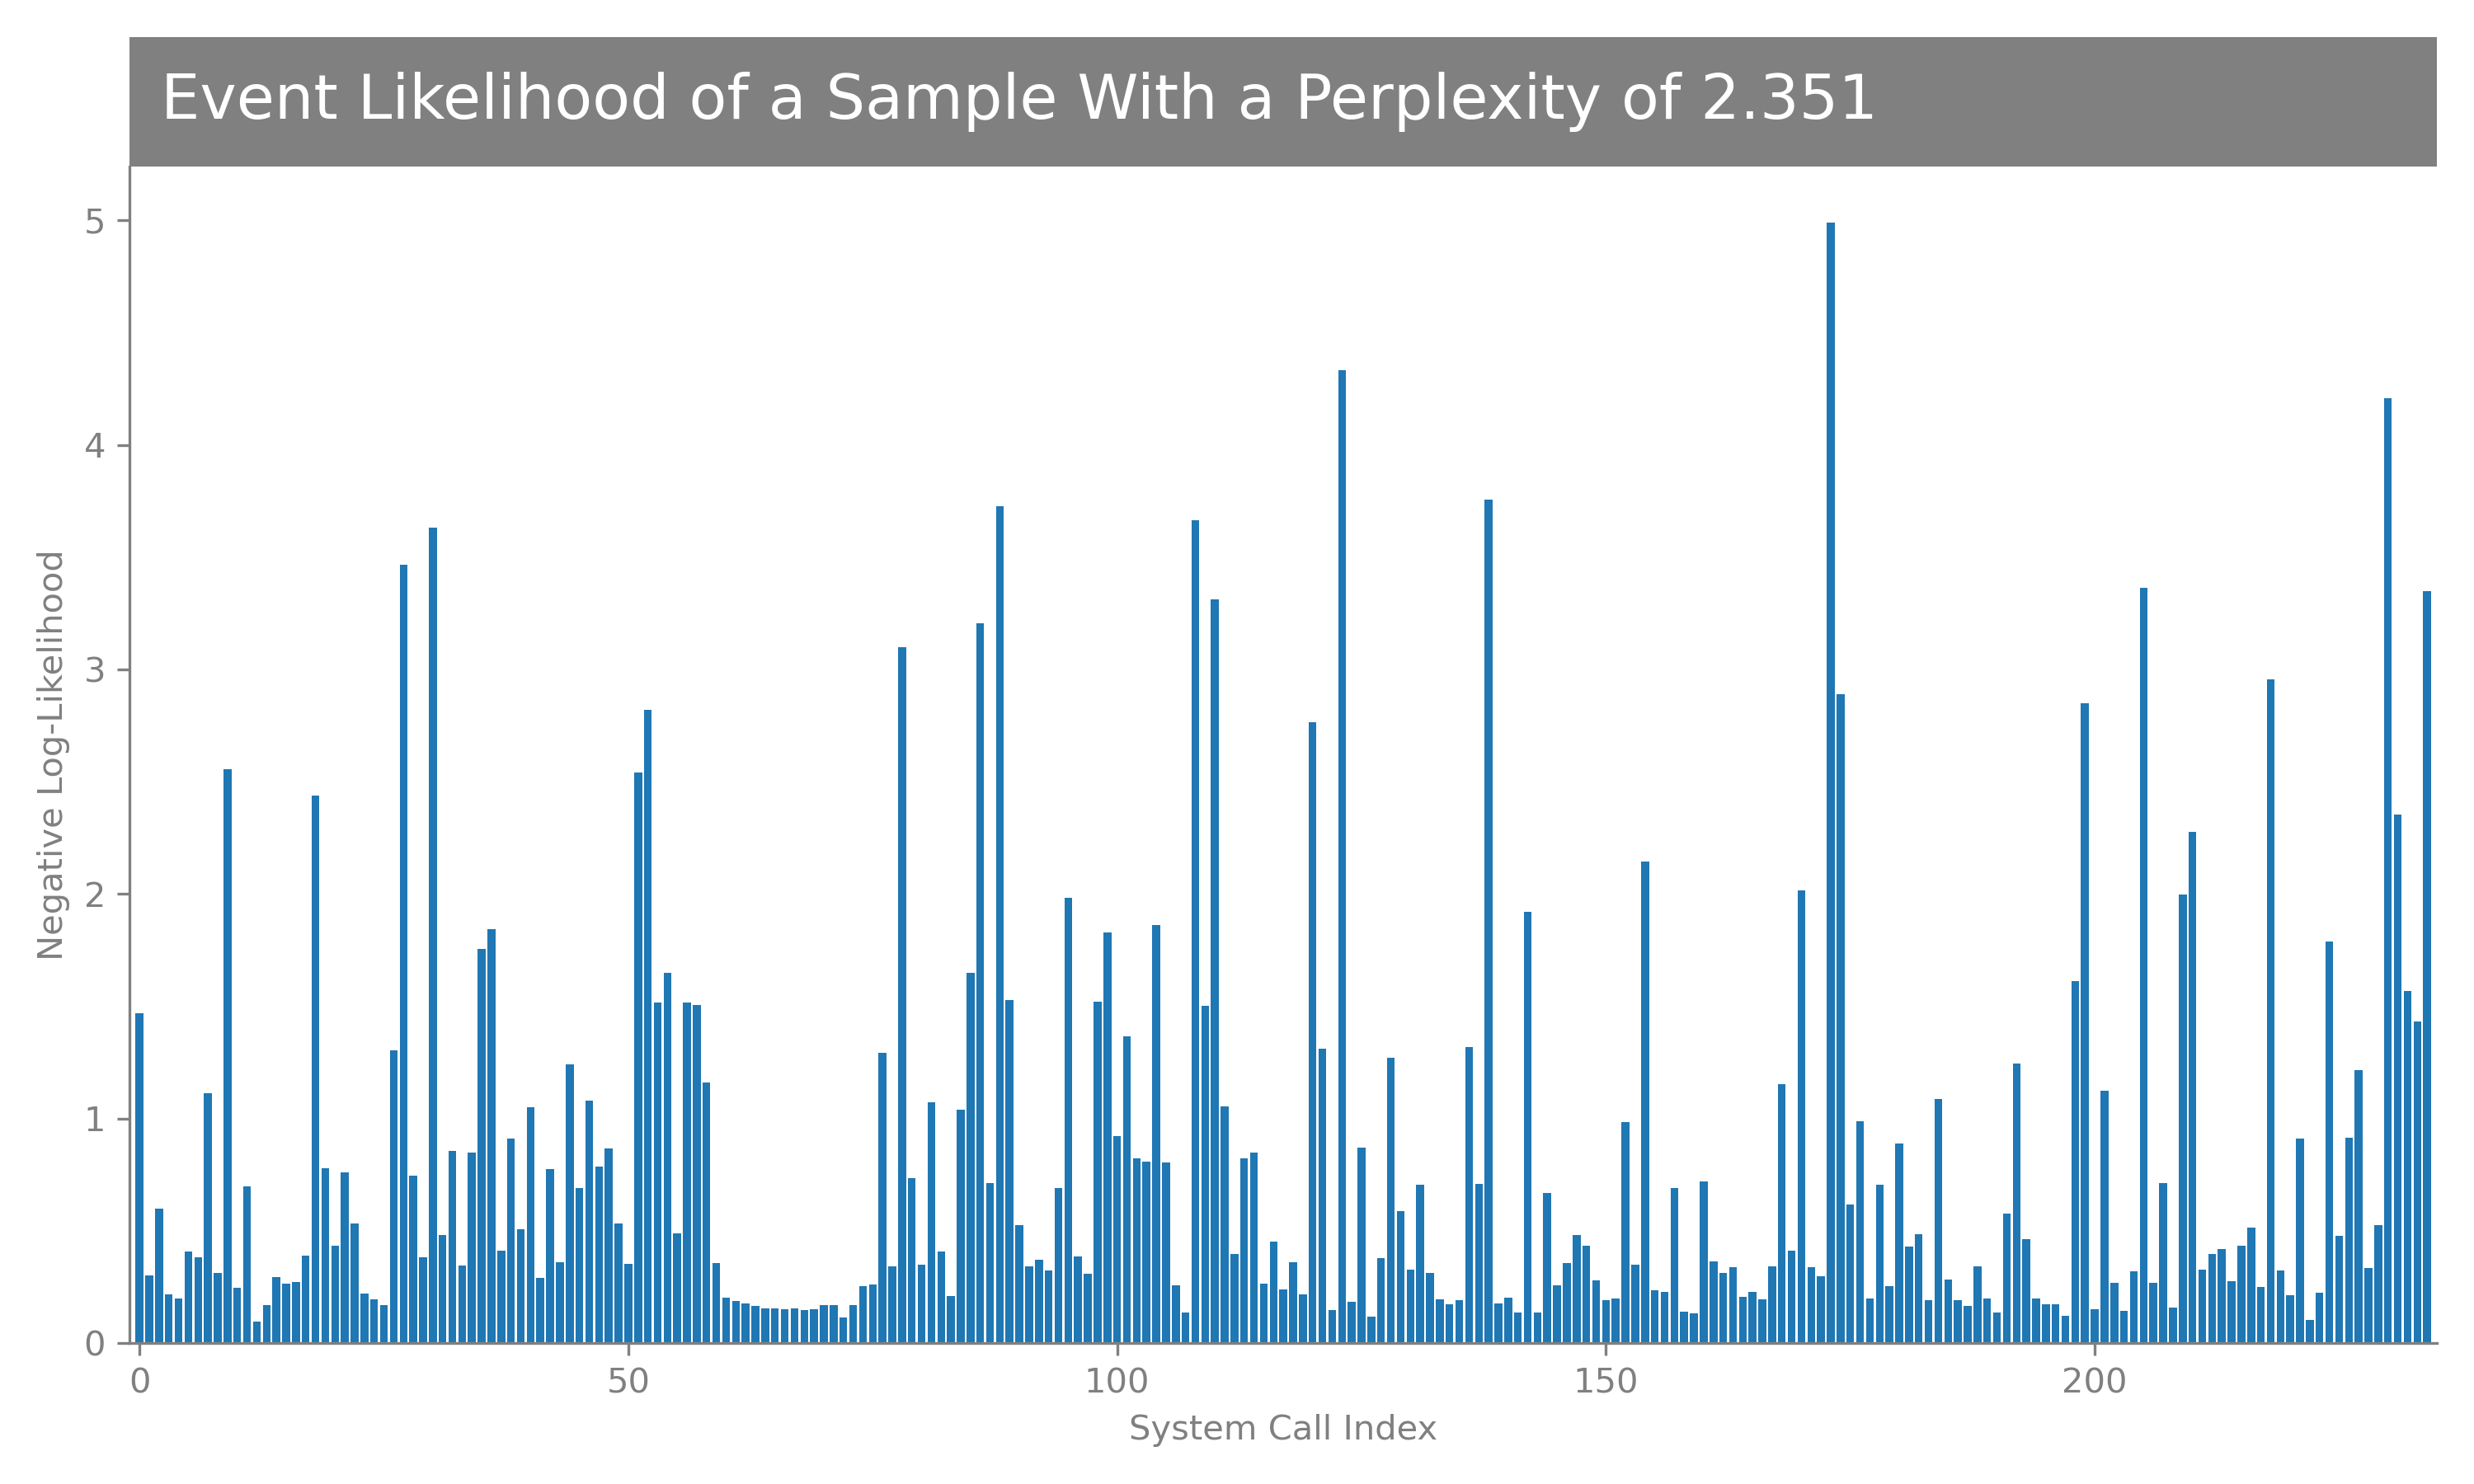 Event Likelihood of a Sample With a Perplexity of 2.351
5
4
3
2
1
0
Negative Log-Likelihood
0 50 100 150 200
System Call Index